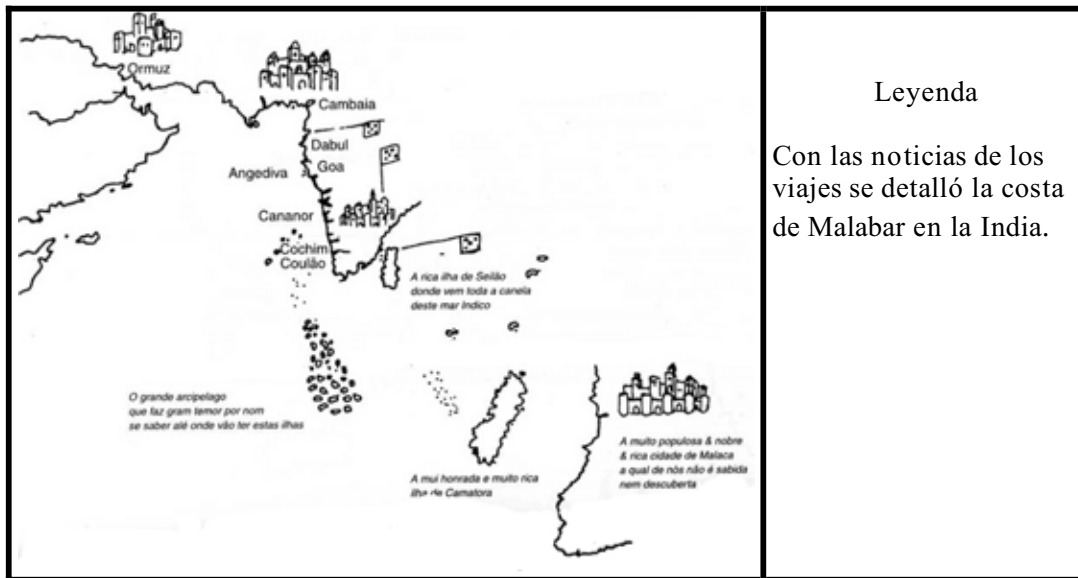 Ormuz
Cambaia
Dabul
Goa
Angediva
Cananor
Cochim
Coulão
A rica ilha de Seilão
donde vem toda a canela
deste mar Indico
O grande arcipelago
que faz gram temor por nom
se saber até onde vão ter estas ilhas
A mui honrada e muito rica
ilha de Camatora
A muito populosa & nobre
& rica cidade de Malaca
a qual de nós não é sabida
nem descuberta
Leyenda
Con las noticias de los
viajes se detalló la costa
de Malabar en la India.